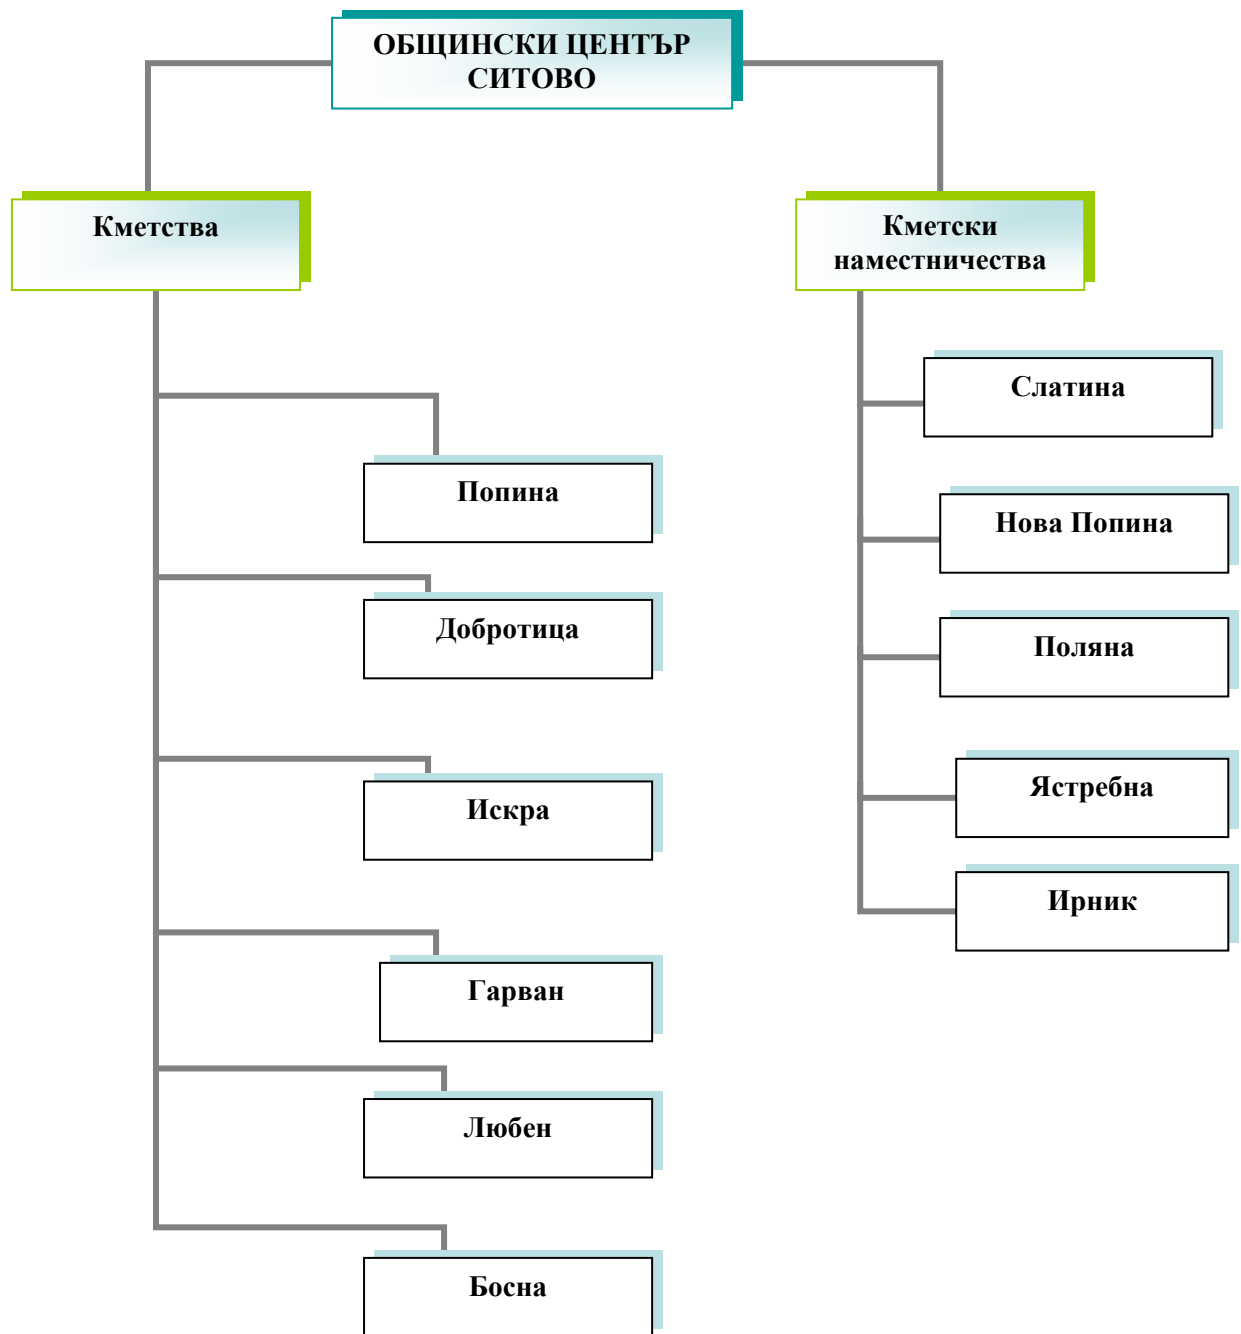 ОБЩИНСКИ ЦЕНТЪР
СИТОВО
Кметства
Попина
Добротица
Искра
Гарван
Любен
Босна
Кметски
наместничества
Слатина
Нова Попина
Поляна
Ястребна
Ирник